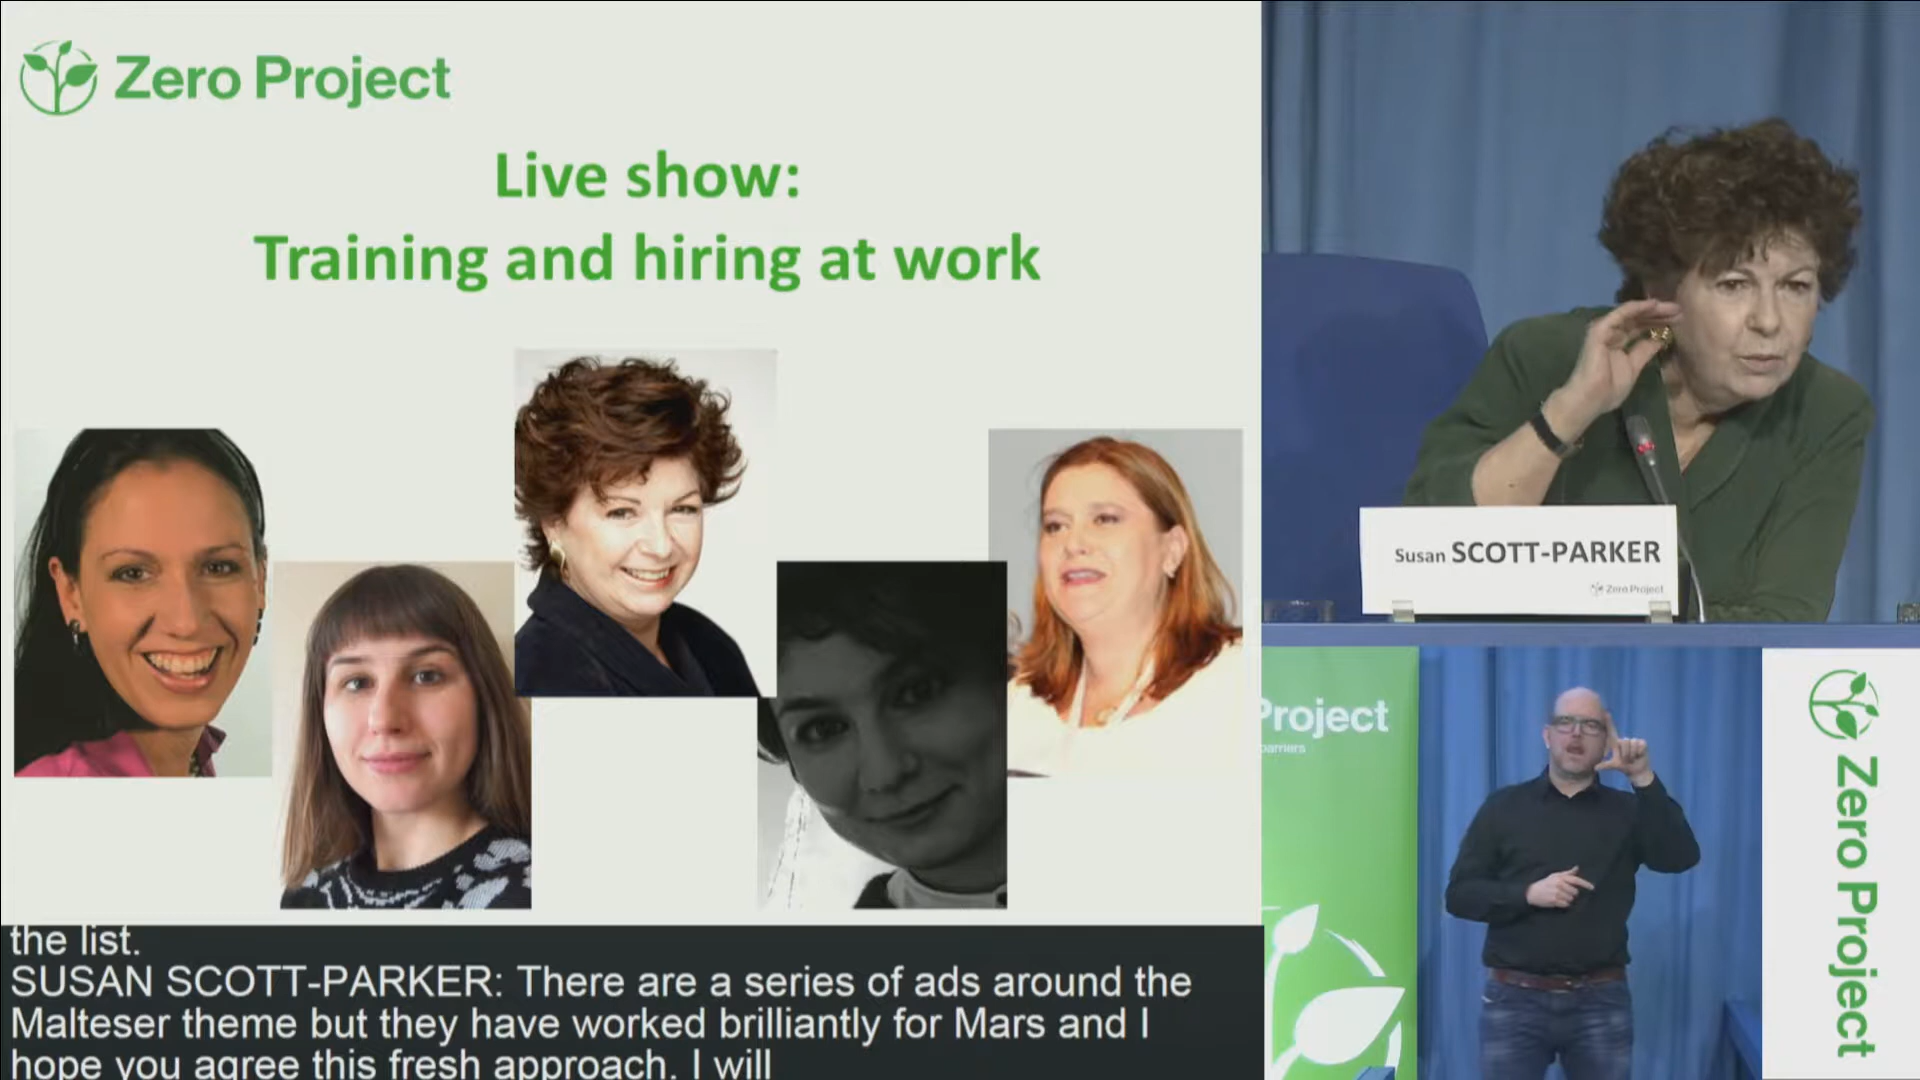 Zero Project
Live show:
Training and hiring at work
Susan SCOTT-PARKER
Zero Project
Project
barriers
Zero Project
the list.
SUSAN SCOTT-PARKER: There are a series of ads around the
Malteser theme but they have worked brilliantly for Mars and I
hope you agree this fresh approach. I will